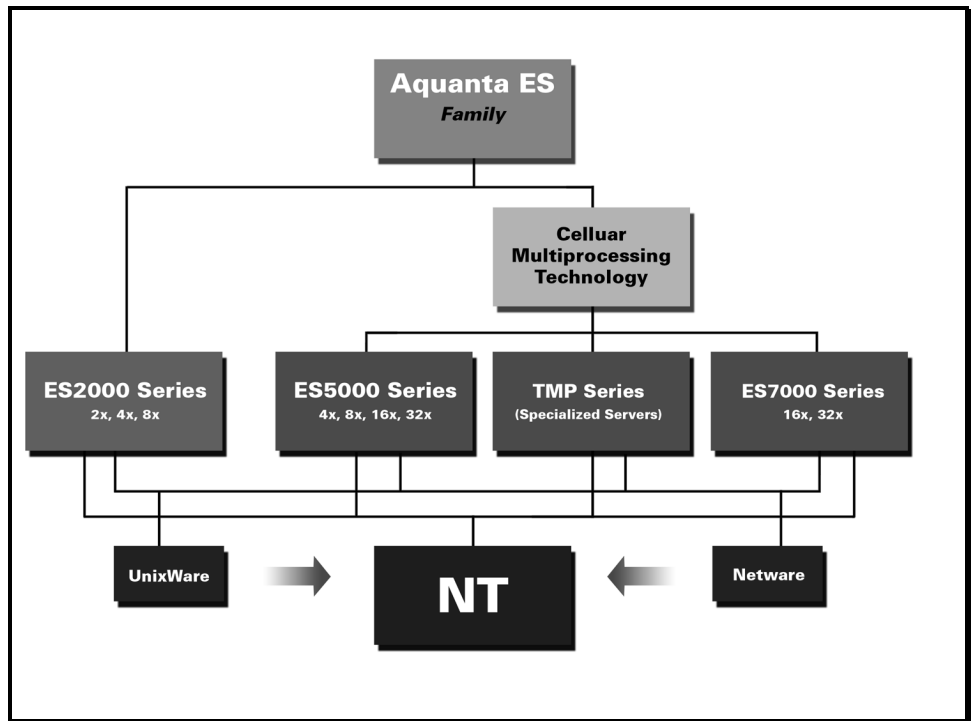 Aquanta ES
Family
Celluar
Multiprocessing
Technology
ES2000 Series
2x, 4x, 8x
ES5000 Series
4x, 8x, 16x, 32x
TMP Series
(Specialized Servers)
ES7000 Series
16x, 32x
UnixWare
NT
Netware